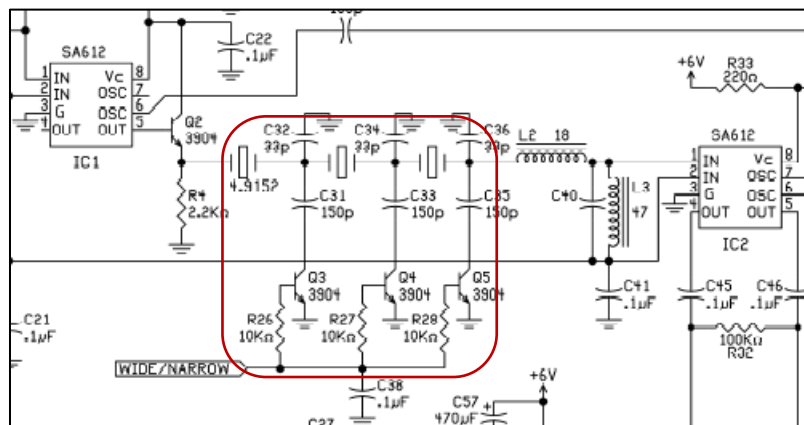 C22
.1µF
SA612
1 IN Vc 8
2 IN OSC 7
3 G OSC 6
4 OUT OUT 5
IC1
Q2
3904
R4
2.2KΩ
4.9152
C32
33p
C34
33p
C36
33p
C31
150p
C33
150p
C35
150p
Q3
3904
Q4
3904
Q5
3904
R26
10KΩ
R27
10KΩ
R28
10KΩ
WIDE/NARROW
C38
.1µF
C21
.1µF
L2 18
C40
L3
47
C41
.1µF
+6V
R33
220Ω
SA612
1 IN Vc 8
2 IN OSC 7
3 G OSC 6
4 OUT OUT 5
IC2
C45
.1µF
C46
.1µF
100KΩ
R32
+6V
C57
470µF
+